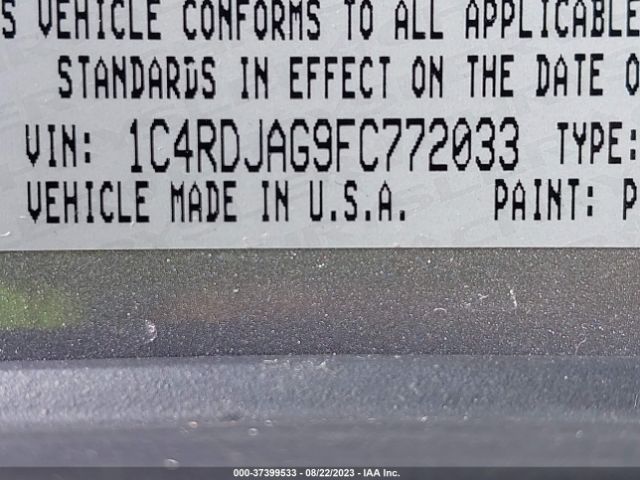 S VEHICLE CONFORMS TO ALL APPLICABLE
STANDARDS IN EFFECT ON THE DATE O
VIN: 1C4RDJAG9FC772033 TYPE:
VEHICLE MADE IN U.S.A. PAINT: P
000-37399533 - 08/22/2023 - IAA Inc.